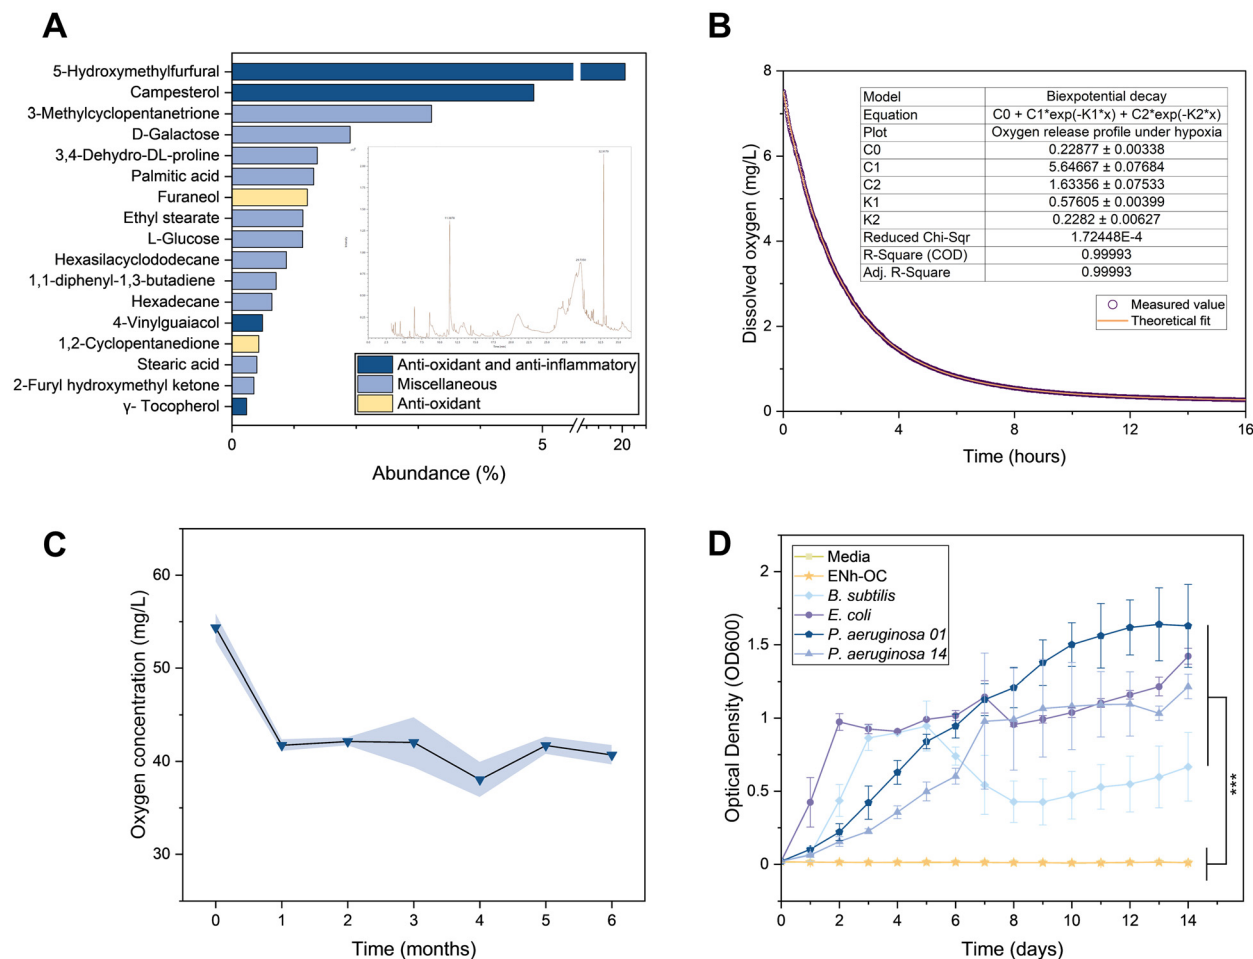 A
5-Hydroxymethylfurfural
Campesterol
3-Methylcyclopentanetrione
D-Galactose
3,4-Dehydro-DL-proline
Palmitic acid
Furaneol
Ethyl stearate
L-Glucose
Hexasilacyclododecane
1,1-diphenyl-1,3-butadiene
Hexadecane
4-Vinylguaiacol
1,2-Cyclopentanedione
Stearic acid
2-Furyl hydroxymethyl ketone
γ- Tocopherol
Anti-oxidant and anti-inflammatory
Miscellaneous
Anti-oxidant
0 5 20
Abundance (%)
B
Dissolved oxygen (mg/L)
8
6
4
2
0
Model Biexpotential decay
Equation C0 + C1*exp(-K1*x) + C2*exp(-K2*x)
Plot Oxygen release profile under hypoxia
C0 0.22877 ± 0.00338
C1 5.64667 ± 0.07684
C2 1.63356 ± 0.07533
K1 0.57605 ± 0.00399
K2 0.2282 ± 0.00627
Reduced Chi-Sqr 1.72448E-4
R-Square (COD) 0.99993
Adj. R-Square 0.99993
Measured value
Theoretical fit
0 4 8 12 16
Time (hours)
C
Oxygen concentration (mg/L)
60
50
40
30
0 1 2 3 4 5 6
Time (months)
D
Optical Density (OD600)
2
1.5
1
0.5
0
Media
ENh-OC
B. subtilis
E. coli
P. aeruginosa 01
P. aeruginosa 14
***
0 2 4 6 8 10 12 14
Time (days)